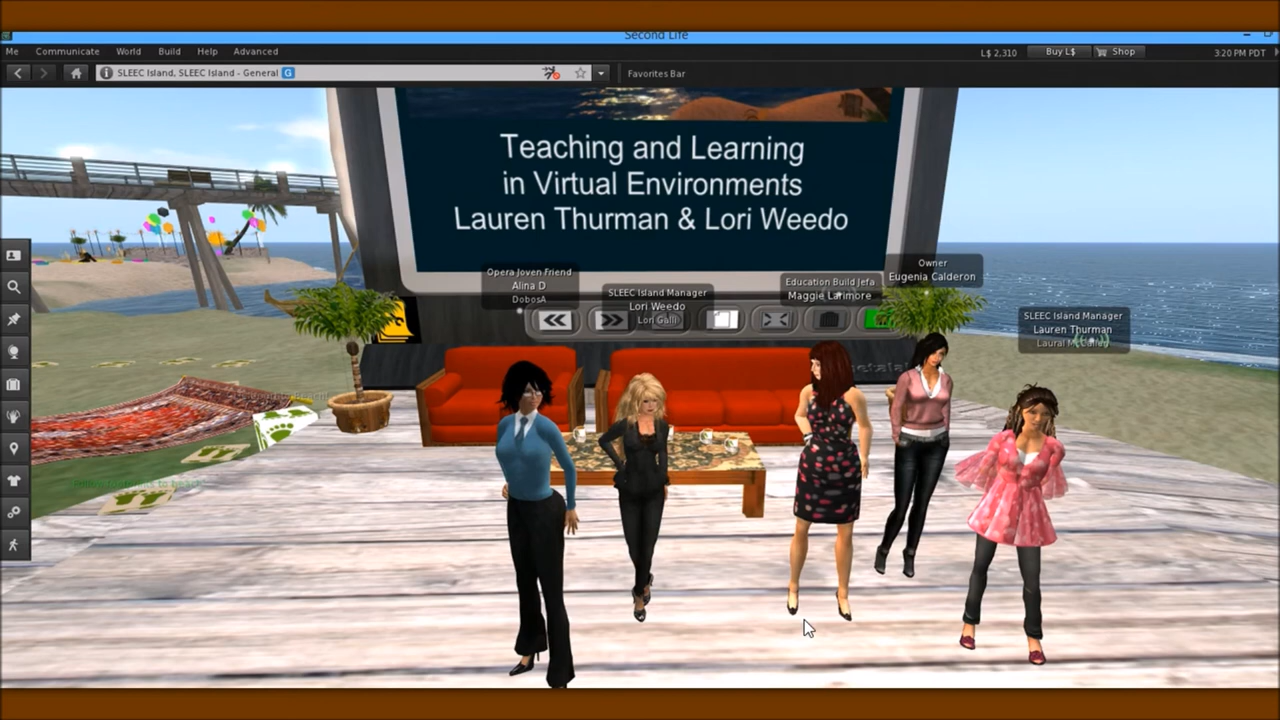 Second Life
Me Communicate World Build Help Advanced
L$ 2,310 Buy L$ Shop 3:20 PM PDT
SLEEC Island, SLEEC Island - General G
Favorites Bar
Teaching and Learning
in Virtual Environments
Lauren Thurman & Lori Weedo
Opera Joven Friend
Alina D
DobosA
SLEEC Island Manager
Lori Weedo
Lori Galli
Education Build Jefa
Maggie Larimore
Owner
Eugenia Calderon
SLEEC Island Manager
Lauren Thurman